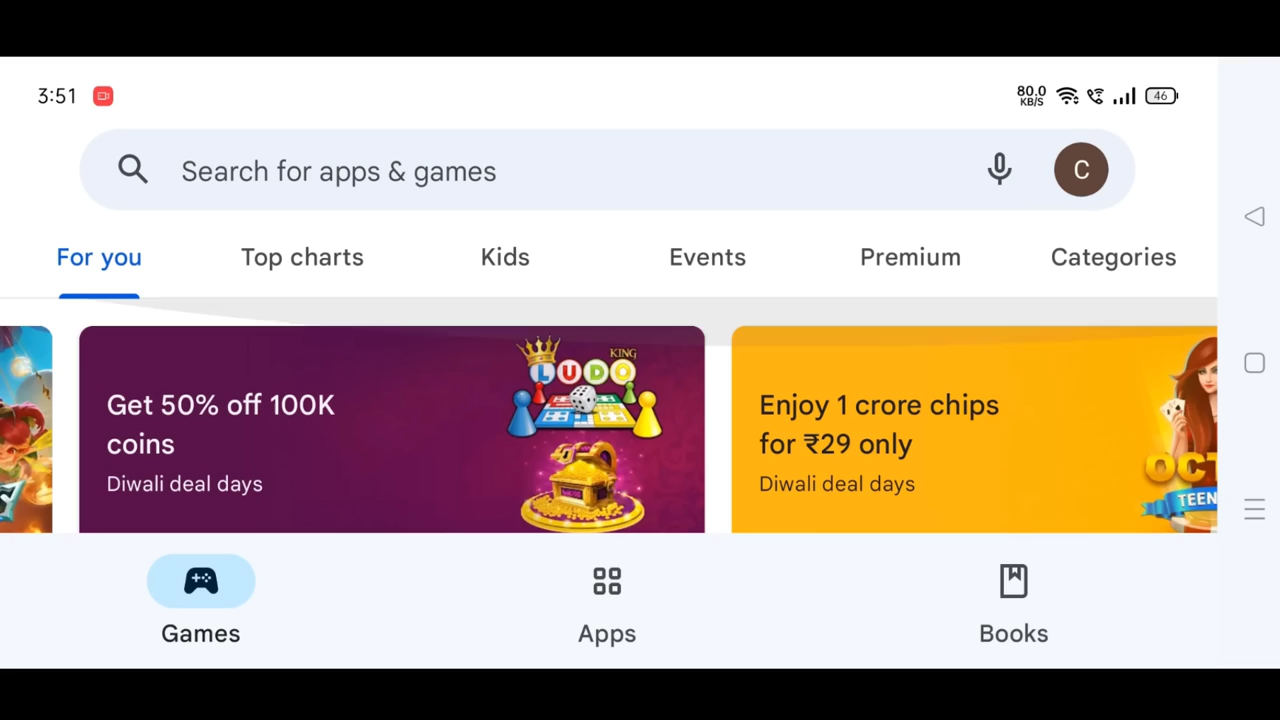 3:51
80.0
KB/S
46
Search for apps & games
C
For you
Top charts
Kids
Events
Premium
Categories
Get 50% off 100K
coins
Diwali deal days
KING
LUDO
Enjoy 1 crore chips
for ₹29 only
Diwali deal days
OCT
TEEN
Games
Apps
Books